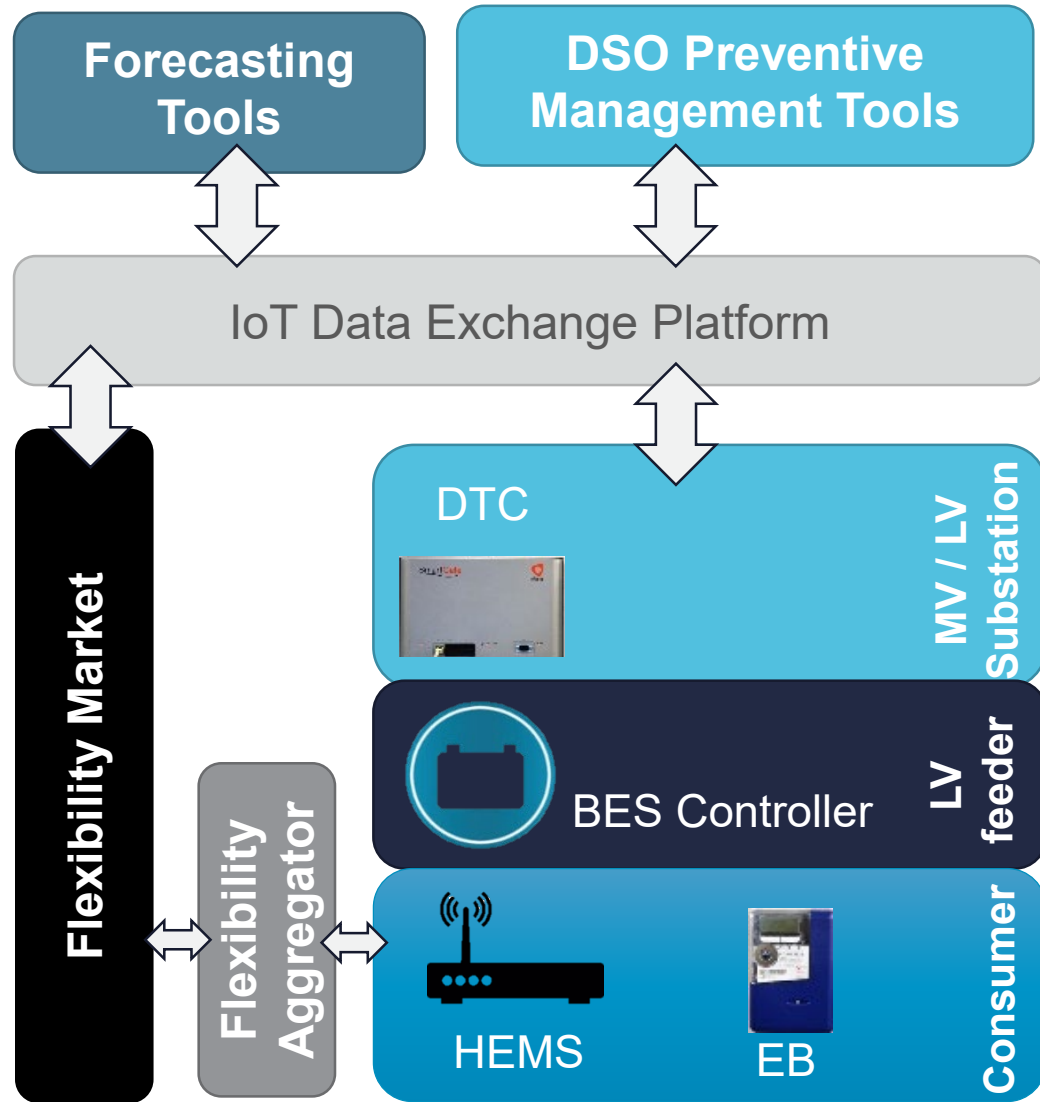 Forecasting
Tools
DSO Preventive
Management Tools
IoT Data Exchange Platform
Flexibility Market
Flexibility
Aggregator
DTC
MV / LV
Substation
BES Controller
LV
feeder
HEMS
EB
Consumer